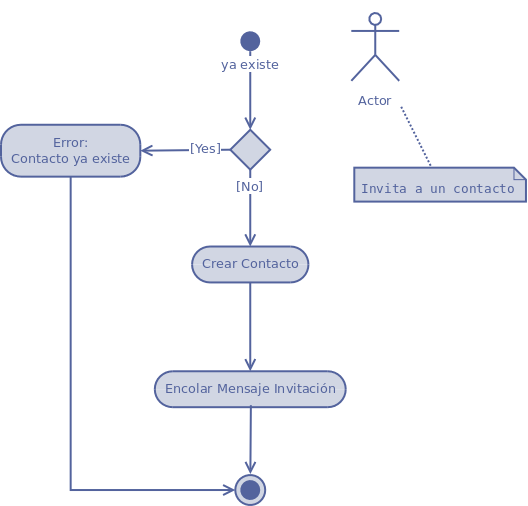 ya existe
Actor
Error:
Contacto ya existe
[Yes]
[No]
Invita a un contacto
Crear Contacto
Encolar Mensaje Invitación